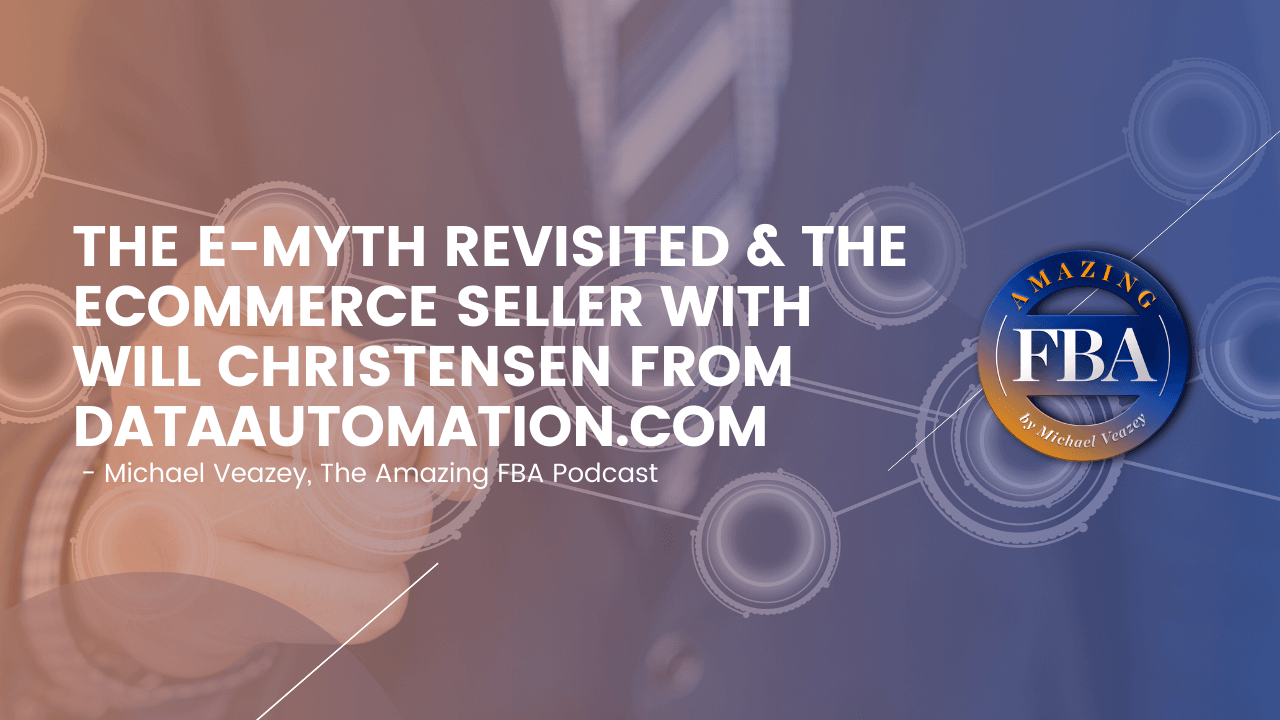 THE E-MYTH REVISITED & THE
ECOMMERCE SELLER WITH
WILL CHRISTENSEN FROM
DATAAUTOMATION.COM
- Michael Veazey, The Amazing FBA Podcast
AMAZING
FBA
by Michael Veazey